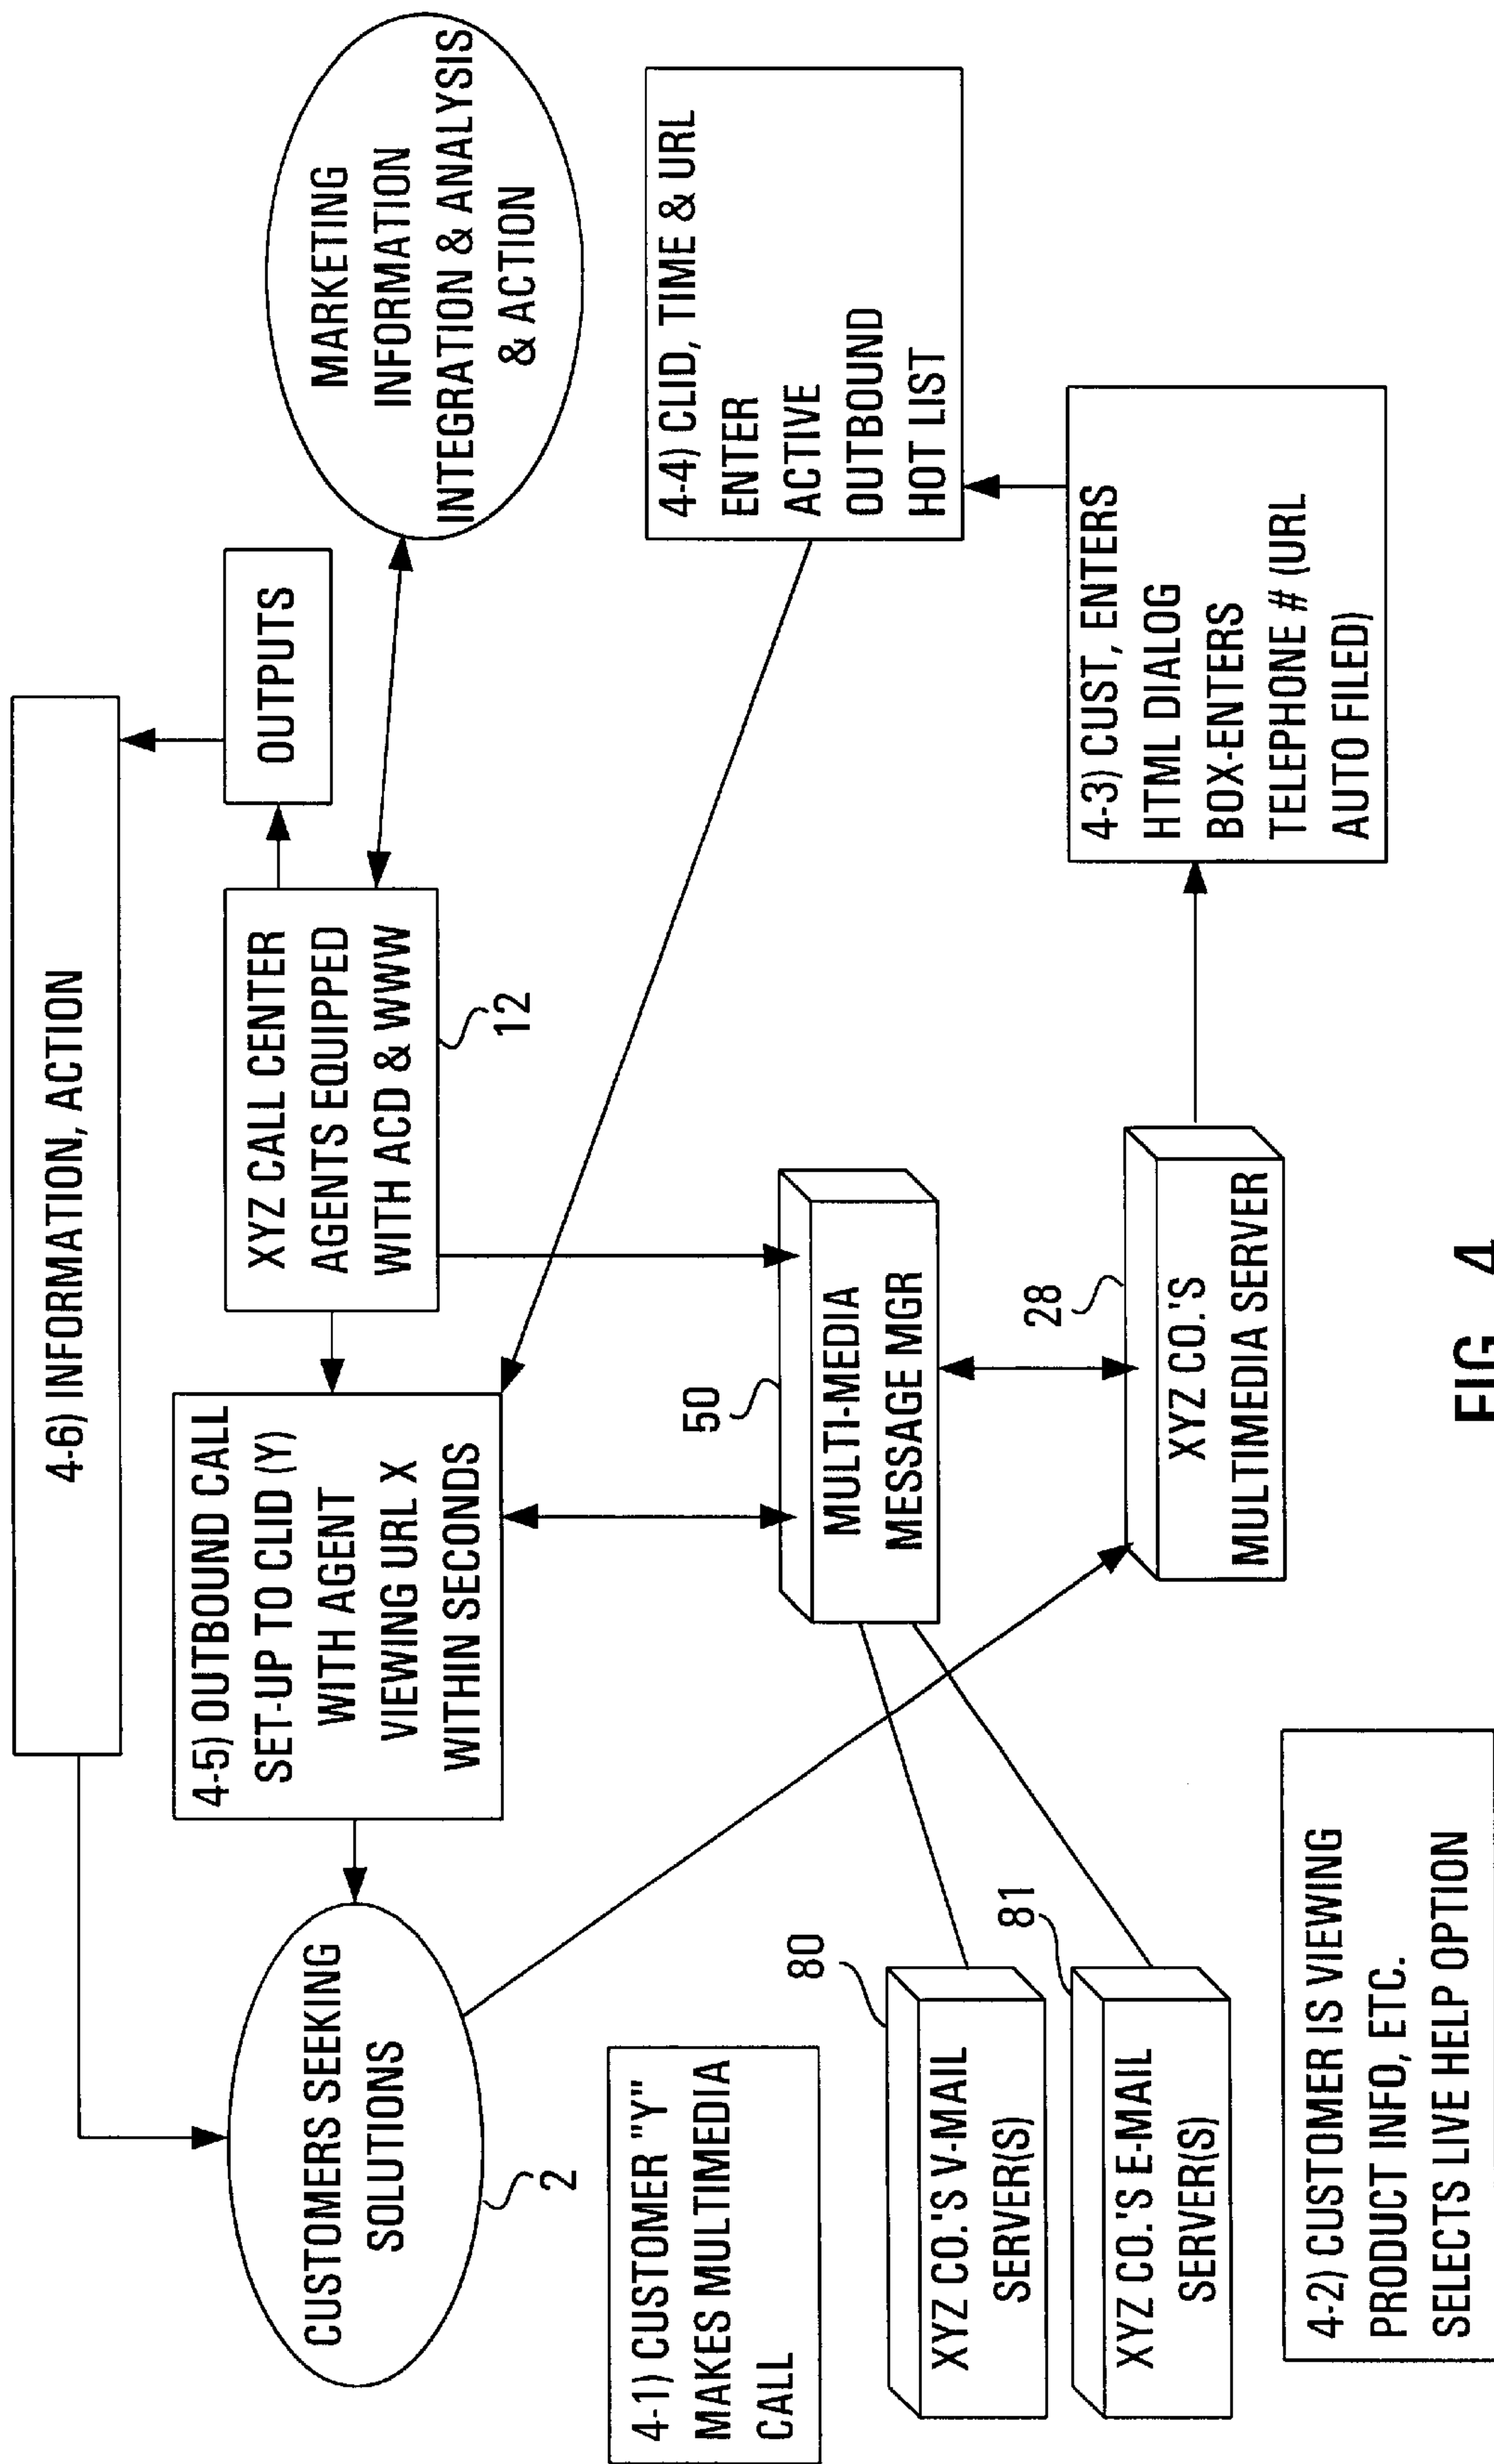 4-6) INFORMATION, ACTION
OUTPUTS
MARKETING
INFORMATION
INTEGRATION & ANALYSIS
& ACTION
CUSTOMERS SEEKING
SOLUTIONS
2
4-5) OUTBOUND CALL
SET-UP TO CLID (Y)
WITH AGENT
VIEWING URL X
WITHIN SECONDS
XYZ CALL CENTER
AGENTS EQUIPPED
WITH ACD & WWW
12
4-1) CUSTOMER "Y"
MAKES MULTIMEDIA
CALL
4-4) CLID, TIME & URL
ENTER
ACTIVE
OUTBOUND
HOT LIST
50
MULTI-MEDIA
MESSAGE MGR
80
XYZ CO.'S V-MAIL
SERVER(S)
81
XYZ CO.'S E-MAIL
SERVER(S)
28
XYZ CO.'S
MULTIMEDIA SERVER
4-3) CUST, ENTERS
HTML DIALOG
BOX-ENTERS
TELEPHONE # (URL
AUTO FILED)
4-2) CUSTOMER IS VIEWING
PRODUCT INFO, ETC.
SELECTS LIVE HELP OPTION
FIG. 4